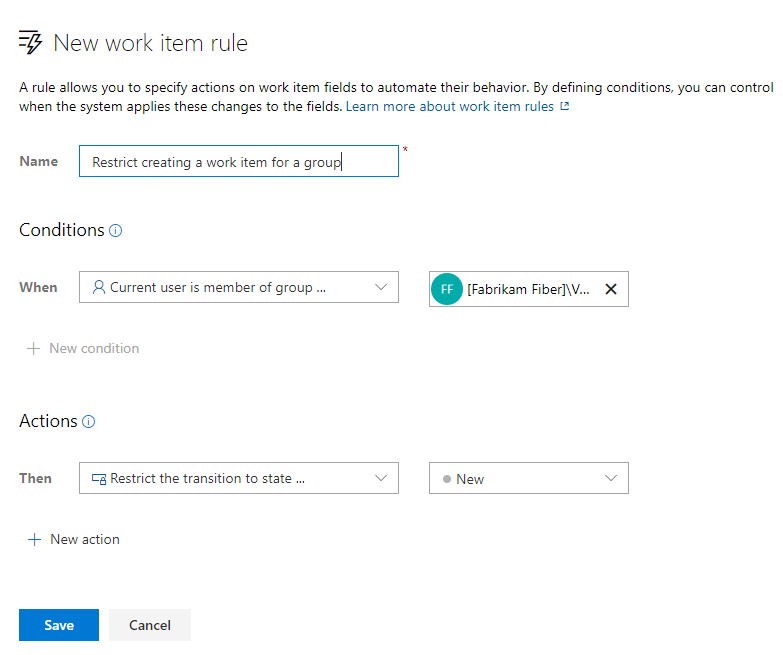 New work item rule
A rule allows you to specify actions on work item fields to automate their behavior. By defining conditions, you can control
when the system applies these changes to the fields. Learn more about work item rules
Name Restrict creating a work item for a group *
Conditions
When Current user is member of group ... FF [Fabrikam Fiber]\V...
+ New condition
Actions
Then Restrict the transition to state ... New
+ New action
Save Cancel